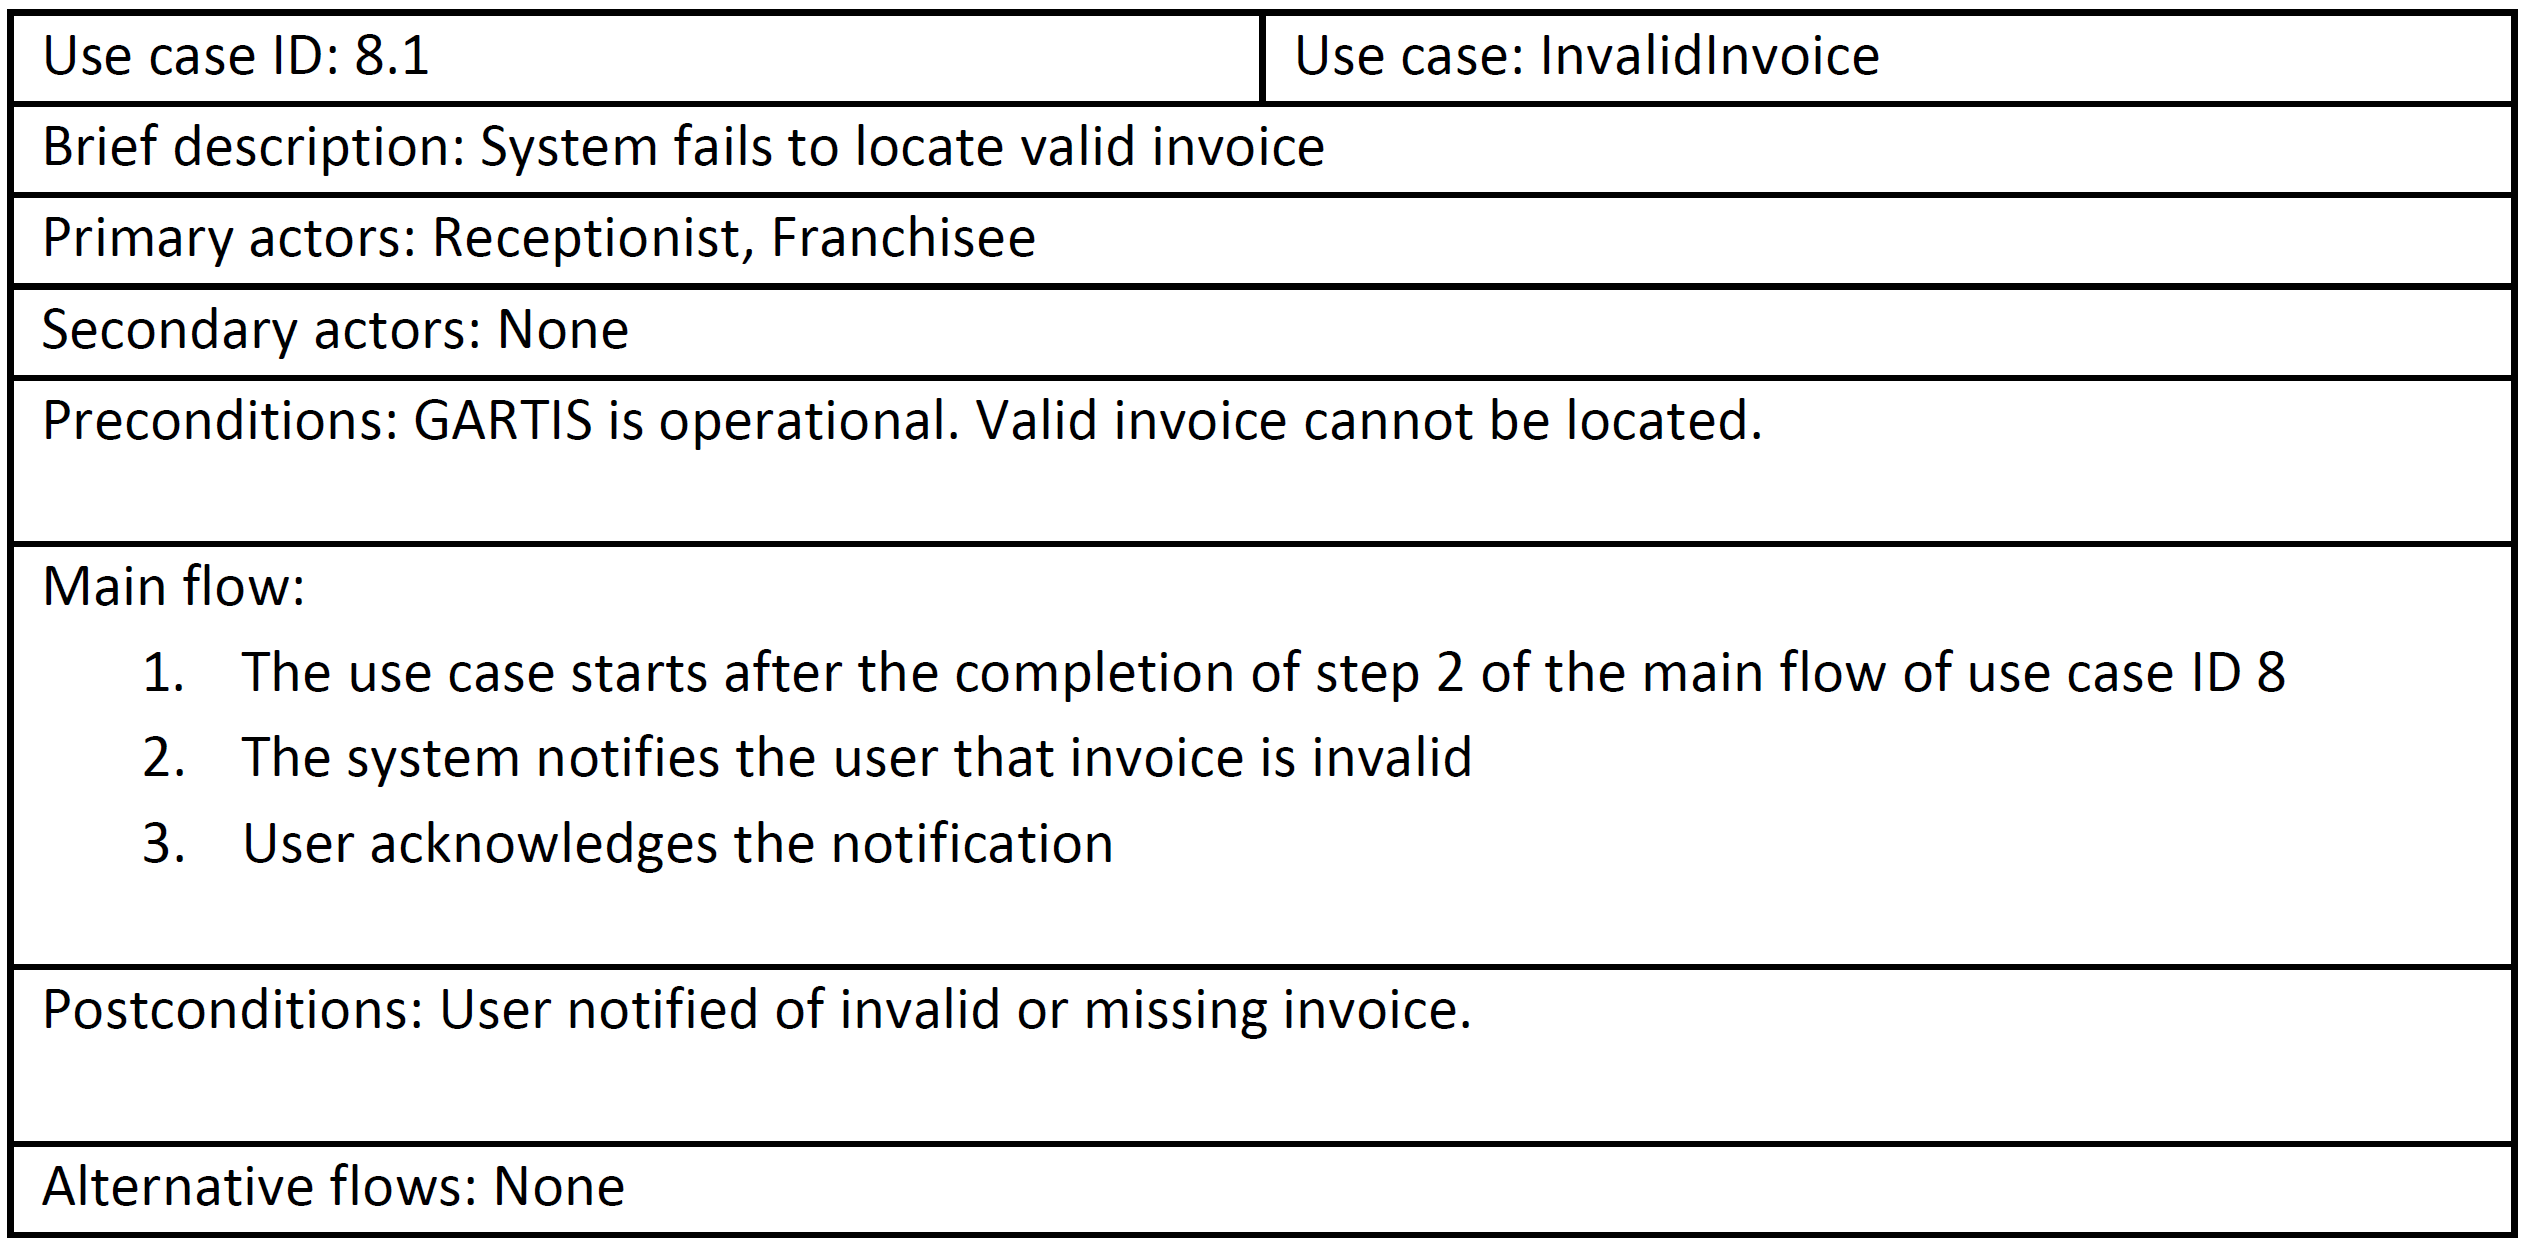 Use case ID: 8.1
Use case: InvalidInvoice
Brief description: System fails to locate valid invoice
Primary actors: Receptionist, Franchisee
Secondary actors: None
Preconditions: GARTIS is operational. Valid invoice cannot be located.
Main flow:
1. The use case starts after the completion of step 2 of the main flow of use case ID 8
2. The system notifies the user that invoice is invalid
3. User acknowledges the notification
Postconditions: User notified of invalid or missing invoice.
Alternative flows: None